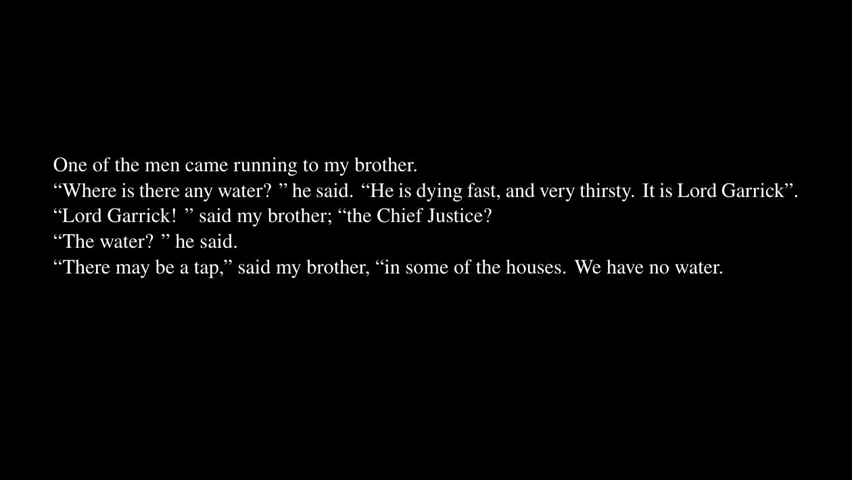 One of the men came running to my brother.
“Where is there any water? ” he said. “He is dying fast, and very thirsty. It is Lord Garrick”.
“Lord Garrick! ” said my brother; “the Chief Justice?
“The water? ” he said.
“There may be a tap,” said my brother, “in some of the houses. We have no water.